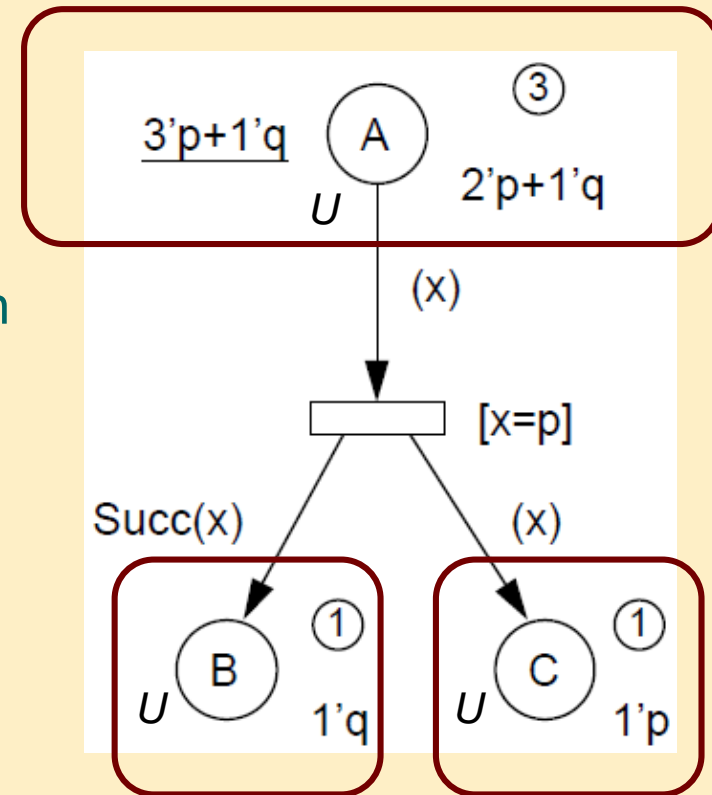 3
3’p+1’q A
2’p+1’q
U
(x)
[x=p]
Succ(x) (x)
1 1
B C
U 1’q U 1’p